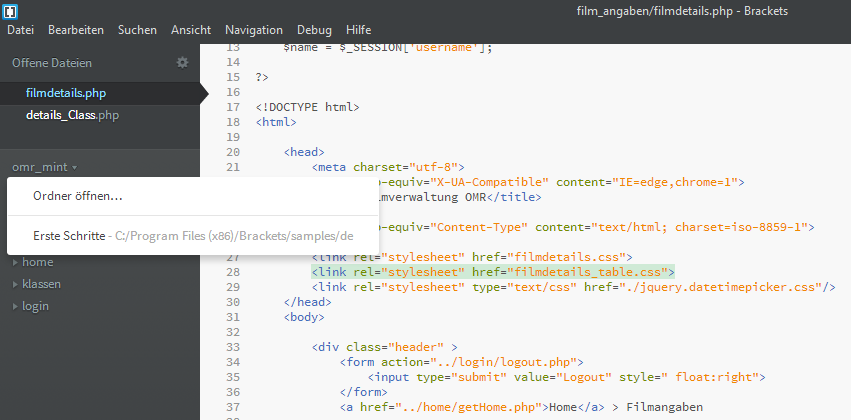 film_angaben/filmdetails.php - Brackets
Datei Bearbeiten Suchen Ansicht Navigation Debug Hilfe
Offene Dateien
filmdetails.php
details_Class.php
omr_mint
Ordner öffnen...
Erste Schritte - C:/Program Files (x86)/Brackets/samples/de
home
klassen
login
13 $name = $_SESSION['username'];
14
15 ?>
16
17 <!DOCTYPE html>
18 <html>
19
20 <head>
21 <meta charset="utf-8">
o-equiv="X-UA-Compatible" content="IE=edge,chrome=1">
mverwaltung OMR</title>
o-equiv="Content-Type" content="text/html; charset=iso-8859-1">
27 <link rel="stylesheet" href="filmdetails.css">
28 <link rel="stylesheet" href="filmdetails_table.css">
29 <link rel="stylesheet" type="text/css" href="./jquery.datetimepicker.css"/>
30 </head>
31 <body>
32
33 <div class="header" >
34 <form action="../login/logout.php">
35 <input type="submit" value="Logout" style=" float:right">
36 </form>
37 <a href="../home/getHome.php">Home</a> > Filmangaben